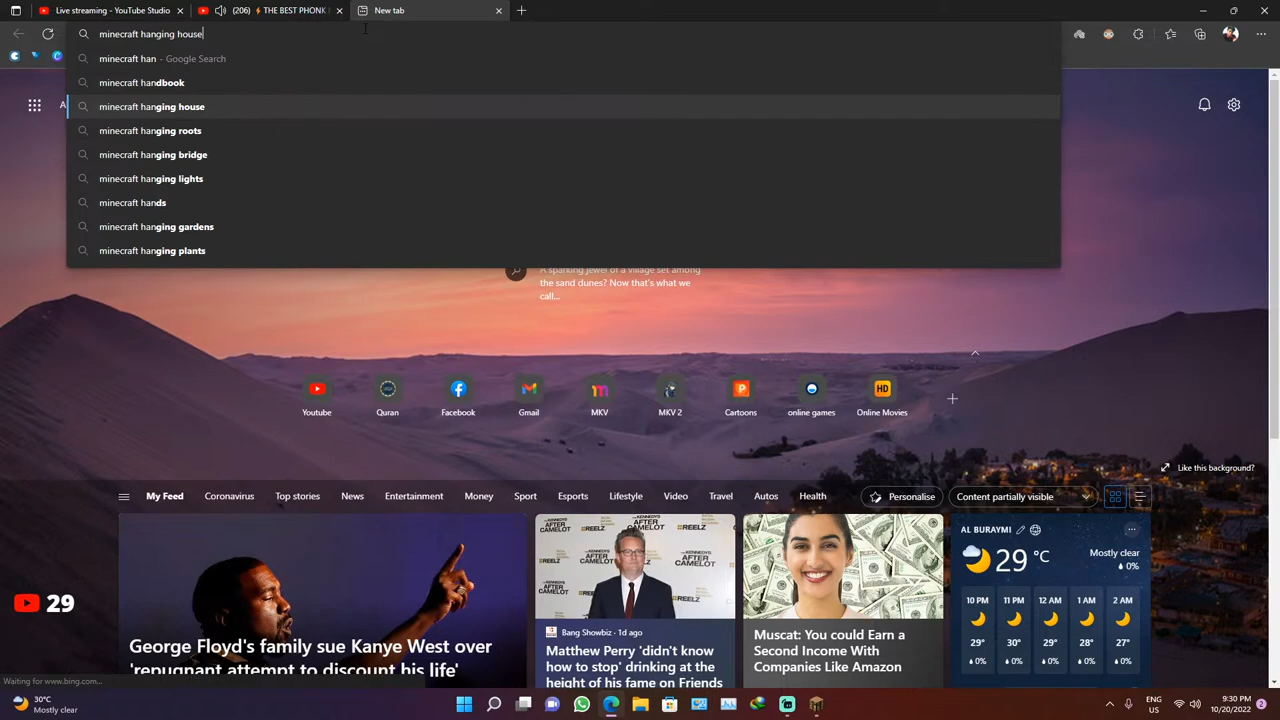 Live streaming - YouTube Studio
(206) ⚡ THE BEST PHONK
New tab
minecraft hanging house
minecraft han - Google Search
minecraft handbook
minecraft hanging house
minecraft hanging roots
minecraft hanging bridge
minecraft hanging lights
minecraft hands
minecraft hanging gardens
minecraft hanging plants
A
A sparkling jewel of a village set among
the sand dunes? Now that's what we
call...
Youtube
Quran
Facebook
Gmail
MKV
MKV 2
Cartoons
online games
Online Movies
Like this background?
My Feed
Coronavirus
Top stories
News
Entertainment
Money
Sport
Esports
Lifestyle
Video
Travel
Autos
Health
Personalise
Content partially visible
29
George Floyd's family sue Kanye West over
'repugnant attempt to discount his life'
Bang Showbiz · 1d ago
Matthew Perry 'didn't know
how to stop' drinking at the
height of his fame on Friends
Muscat: You could Earn a
Second Income With
Companies Like Amazon
AL BURAYMI
29 °C
Mostly clear
0%
10 PM 11 PM 12 AM 1 AM 2 AM
29° 30° 29° 28° 27°
0% 0% 0% 0% 0%
Waiting for www.bing.com...
30°C
Mostly clear
ENG
US
9:30 PM
10/20/2022
2